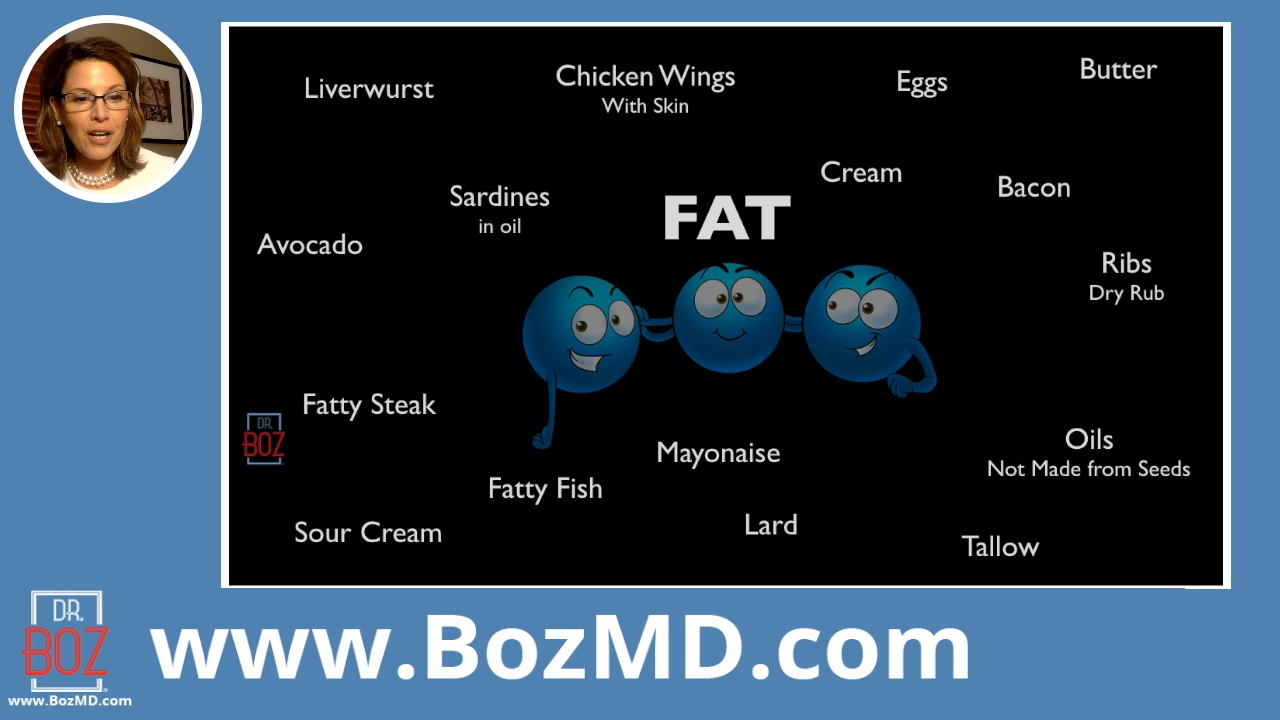 Liverwurst
Chicken Wings
With Skin
Eggs
Butter
Sardines
in oil
FAT
Cream
Bacon
Avocado
Ribs
Dry Rub
Fatty Steak
DR.
BOZ
Mayonaise
Oils
Not Made from Seeds
Fatty Fish
Sour Cream
Lard
Tallow
DR.
BOZ
www.BozMD.com
www.BozMD.com